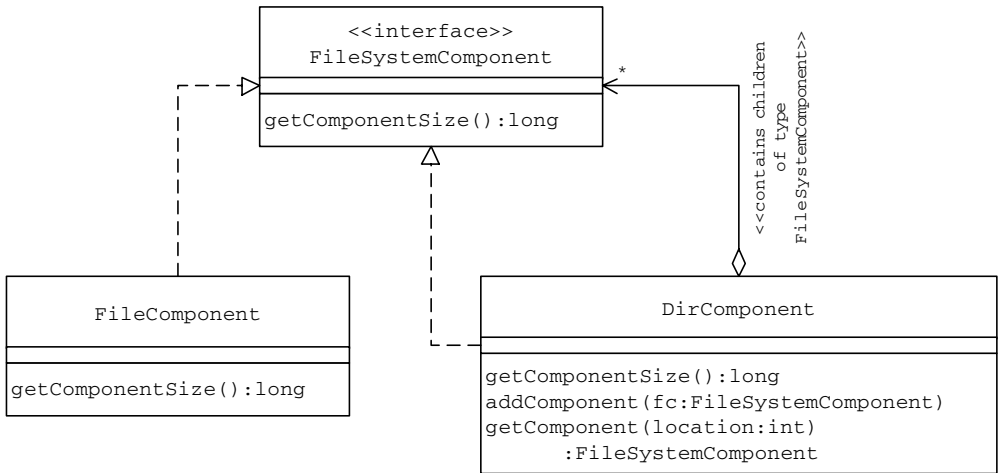 <<interface>>
FileSystemComponent
getComponentSize():long
*
<<contains children
of type
FileSystemComponent>>
FileComponent
getComponentSize():long
DirComponent
getComponentSize():long
addComponent(fc:FileSystemComponent)
getComponent(location:int)
:FileSystemComponent